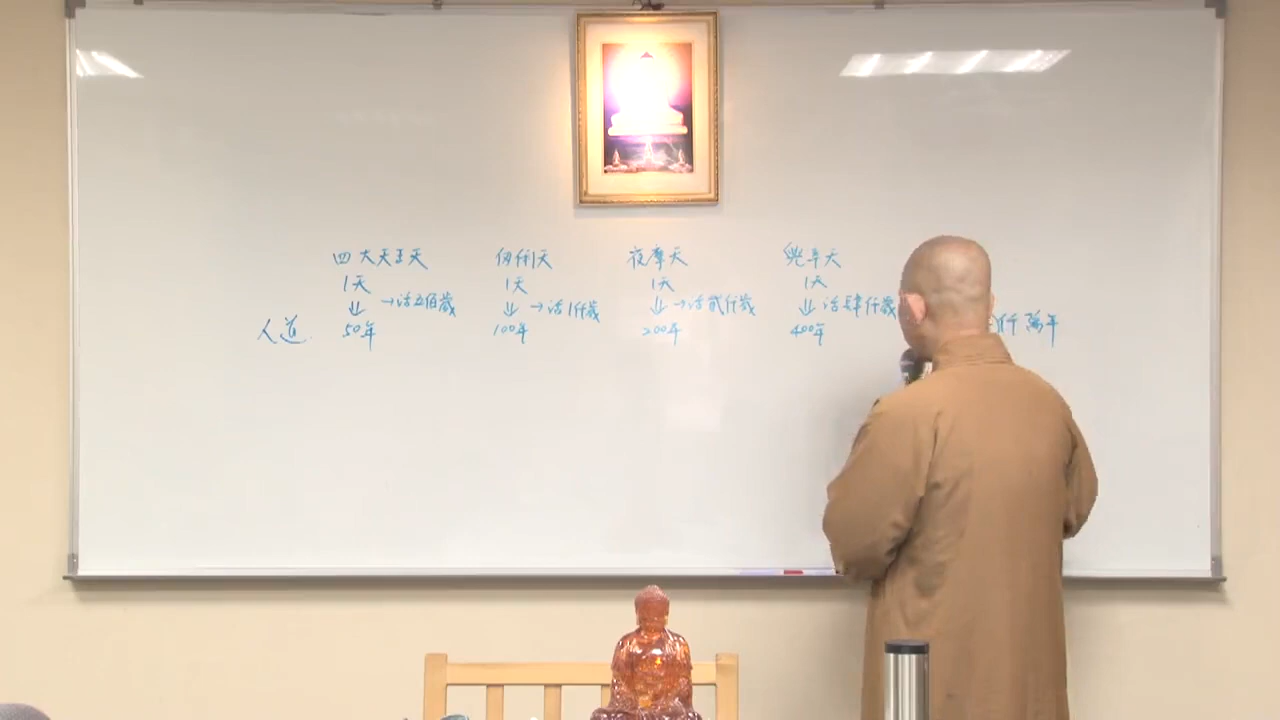 四大天王天 忉利天 夜摩天 兜率天
1天 1天 1天 1天
⇓ →活五佰歲 ⇓ →活1仟歲 ⇓ →活貳仟歲 ⇓ 活肆仟歲
人道 50年 100年 200年 400年 仟 萬年